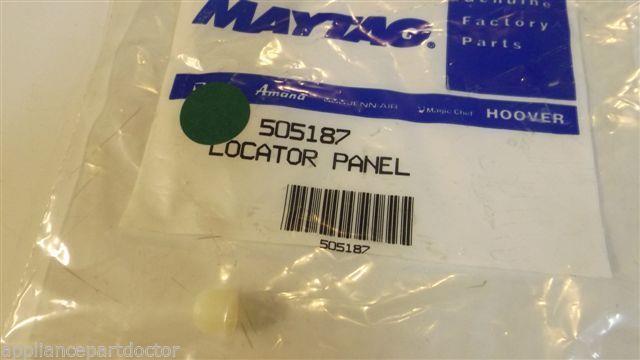 MAYTAG®
Genuine
Factory
Parts
Amana
JENN-AIR
Magic Chef
HOOVER
505187
LOCATOR PANEL
505187
appliancepartdoctor